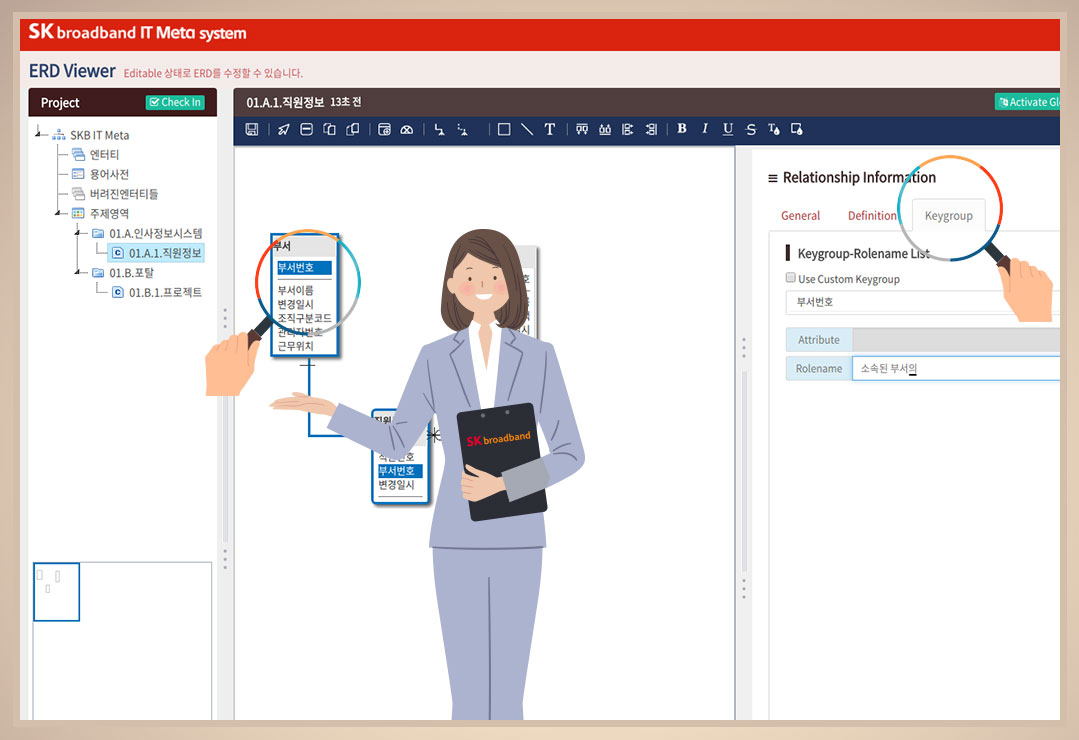 SK broadband IT Meta system
ERD Viewer Editable 상태로 ERD를 수정할 수 있습니다.
Project Check In
SKB IT Meta
엔터티
용어사전
버려진엔터티들
주제영역
01.A.인사정보시스템
01.A.1.직원정보
01.B.포탈
01.B.1.프로젝트
01.A.1.직원정보 13초 전
Activate
T B I U S T
부서
부서번호
부서이름
변경일시
조직구분코드
관리자번호
근무위치
직원
직원번호
부서번호
변경일시
SK broadband
Relationship Information
General Definition Keygroup
Keygroup-Rolename List
Use Custom Keygroup
부서번호
Attribute
Rolename 소속된 부서의